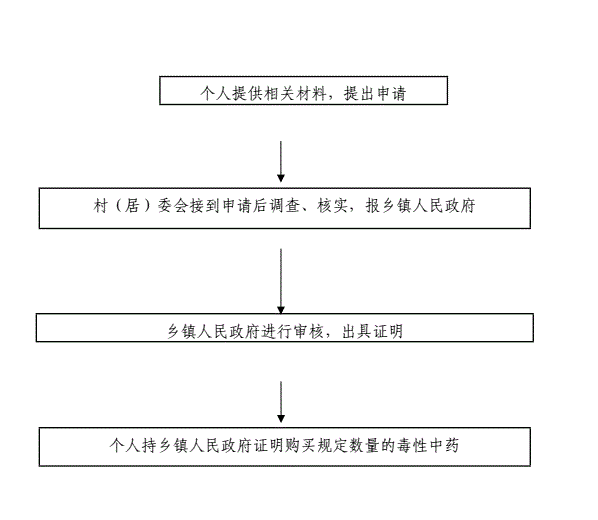 个人提供相关材料，提出申请
村（居）委会接到申请后调查、核实，报乡镇人民政府
乡镇人民政府进行审核，出具证明
个人持乡镇人民政府证明购买规定数量的毒性中药